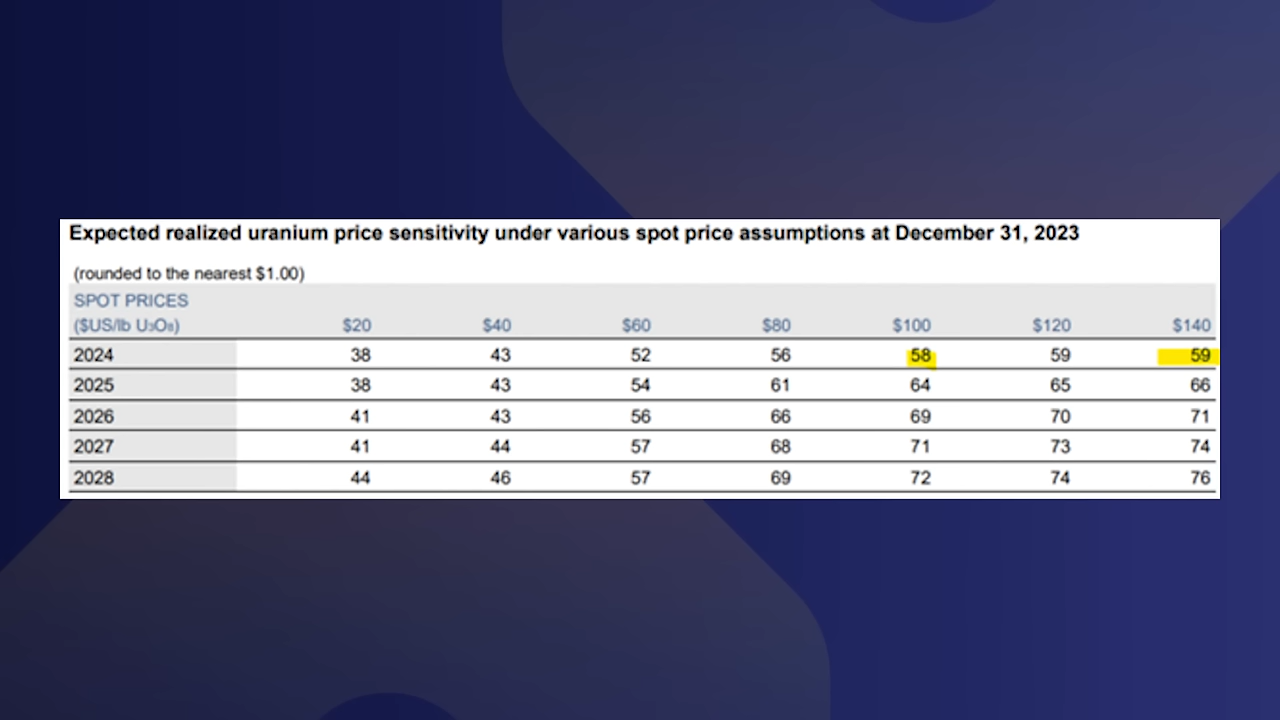 Expected realized uranium price sensitivity under various spot price assumptions at December 31, 2023
(rounded to the nearest $1.00)
SPOT PRICES
($US/lb U₃O₈) $20 $40 $60 $80 $100 $120 $140
2024 38 43 52 56 58 59 59
2025 38 43 54 61 64 65 66
2026 41 43 56 66 69 70 71
2027 41 44 57 68 71 73 74
2028 44 46 57 69 72 74 76